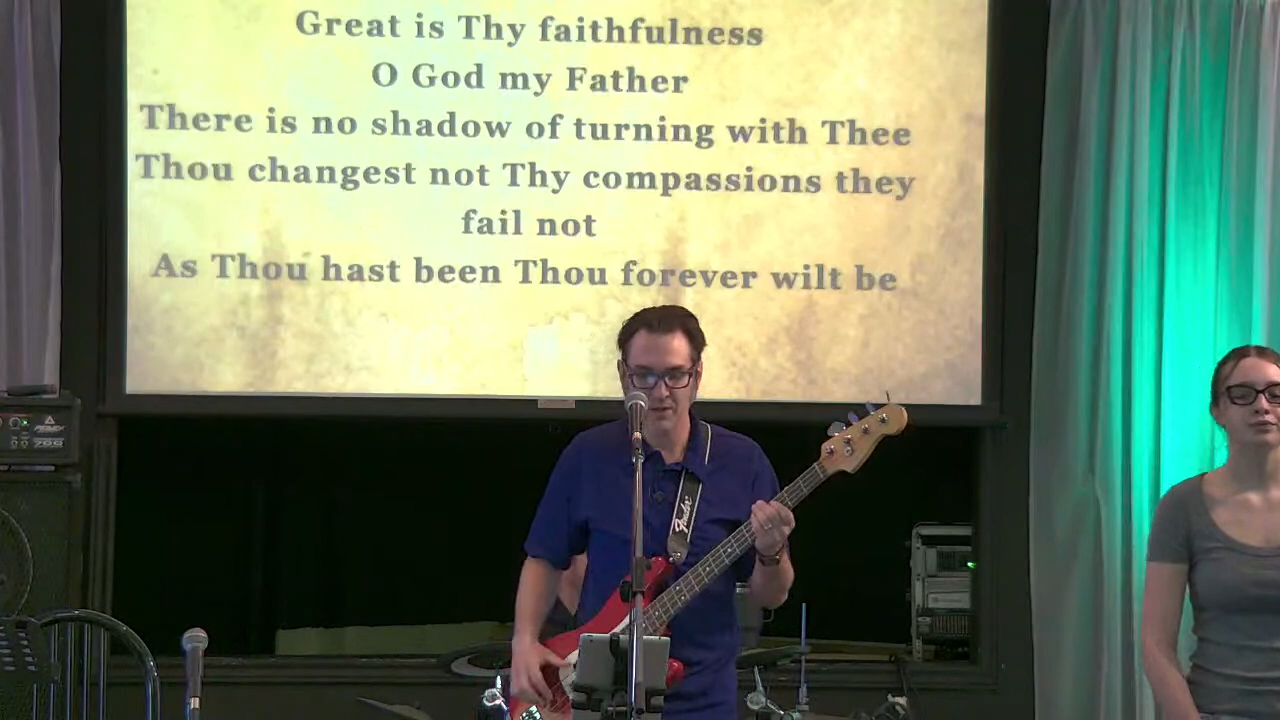 Great is Thy faithfulness
O God my Father
There is no shadow of turning with Thee
Thou changest not Thy compassions they
fail not
As Thou hast been Thou forever wilt be
Fender
PEAVEY